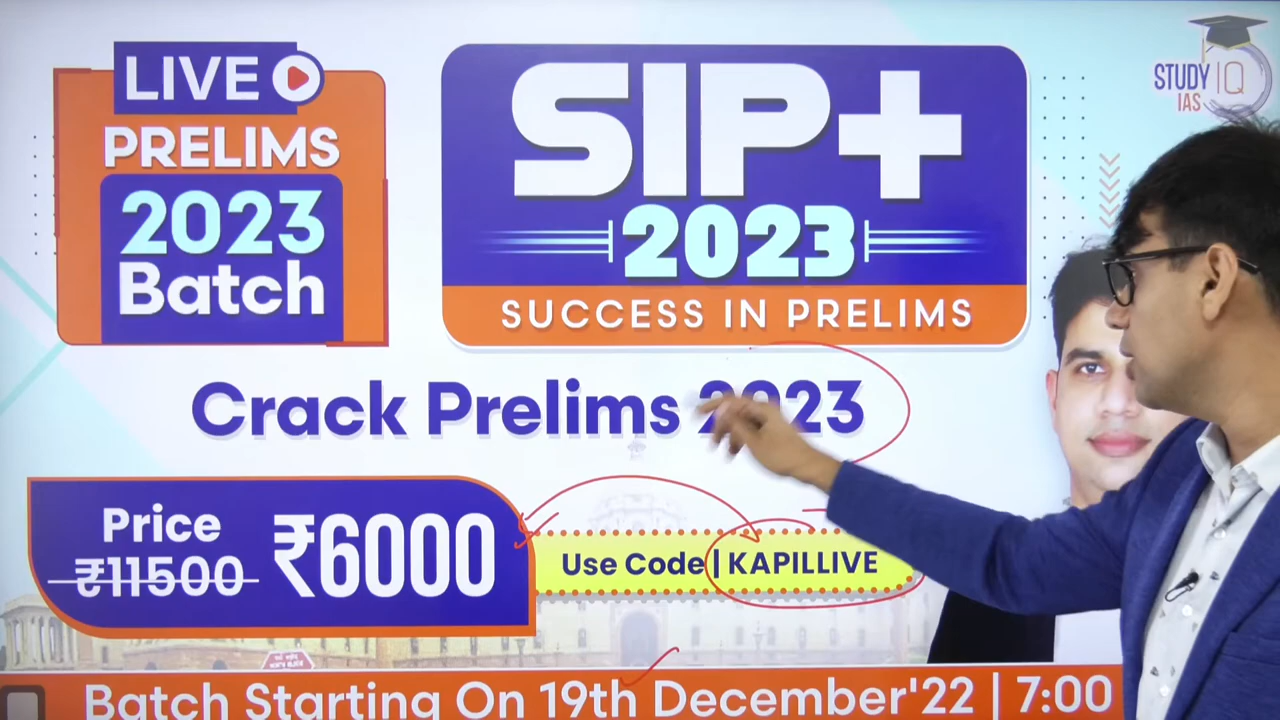 LIVE
PRELIMS
2023
Batch
SIP+
2023
SUCCESS IN PRELIMS
STUDY IQ
IAS
Crack Prelims 2023
Price
₹11500
₹6000
Use Code | KAPILLIVE
Batch Starting On 19th December'22 | 7:00